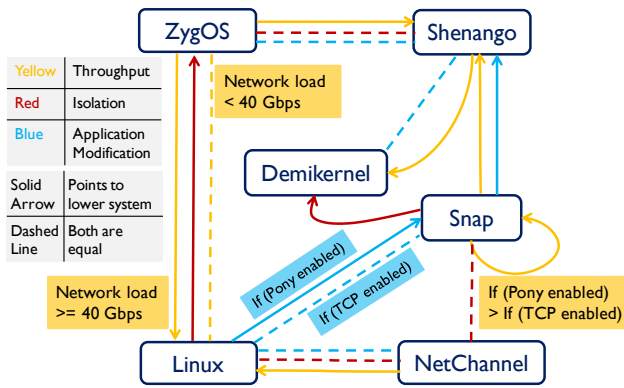 ZygOS
Shenango
Yellow
Throughput
Red
Isolation
Blue
Application
Modification
Solid
Arrow
Points to
lower system
Dashed
Line
Both are
equal
Network load
< 40 Gbps
Demikernel
Snap
If (Pony enabled)
If (TCP enabled)
Network load
>= 40 Gbps
If (Pony enabled)
> If (TCP enabled)
Linux
NetChannel